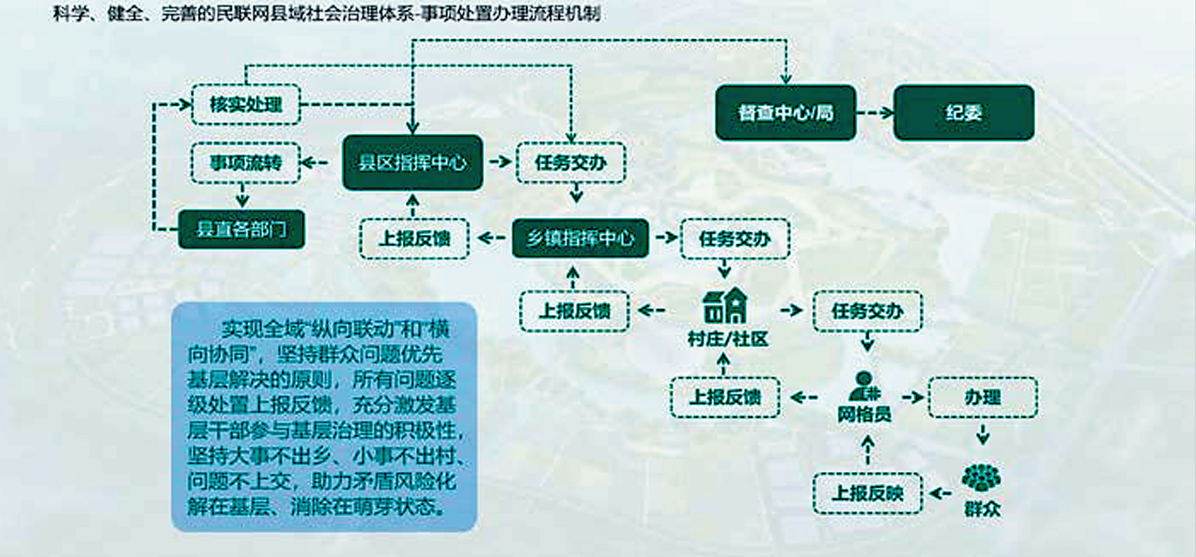 科学、健全、完善的民联网县域社会治理体系-事项处置办理流程机制
核实处理
督查中心/局
纪委
事项流转
县区指挥中心
任务交办
县直各部门
上报反馈
乡镇指挥中心
任务交办
上报反馈
村庄/社区
任务交办
上报反馈
网格员
办理
上报反映
群众
实现全域“纵向联动”和“横
向协同”，坚持群众问题优先
基层解决的原则，所有问题逐
级处置上报反馈，充分激发基
层干部参与基层治理的积极性，
坚持大事不出乡、小事不出村、
问题不上交，助力矛盾风险化
解在基层、消除在萌芽状态。